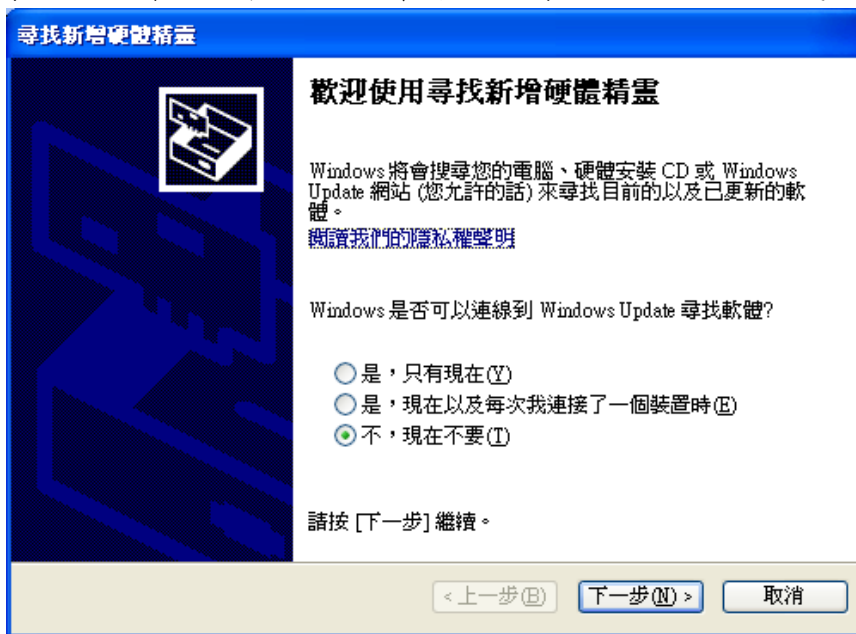 尋找新增硬體精靈
歡迎使用尋找新增硬體精靈
Windows 將會搜尋您的電腦、硬體安裝 CD 或 Windows
Update 網站 (您允許的話) 來尋找目前的以及已更新的軟
體。
閱讀我們的隱私權聲明
Windows 是否可以連線到 Windows Update 尋找軟體?
是，只有現在(Y)
是，現在以及每次我連接了一個裝置時(E)
不，現在不要(T)
請按 [下一步] 繼續。
<上一步(B) 下一步(N)> 取消